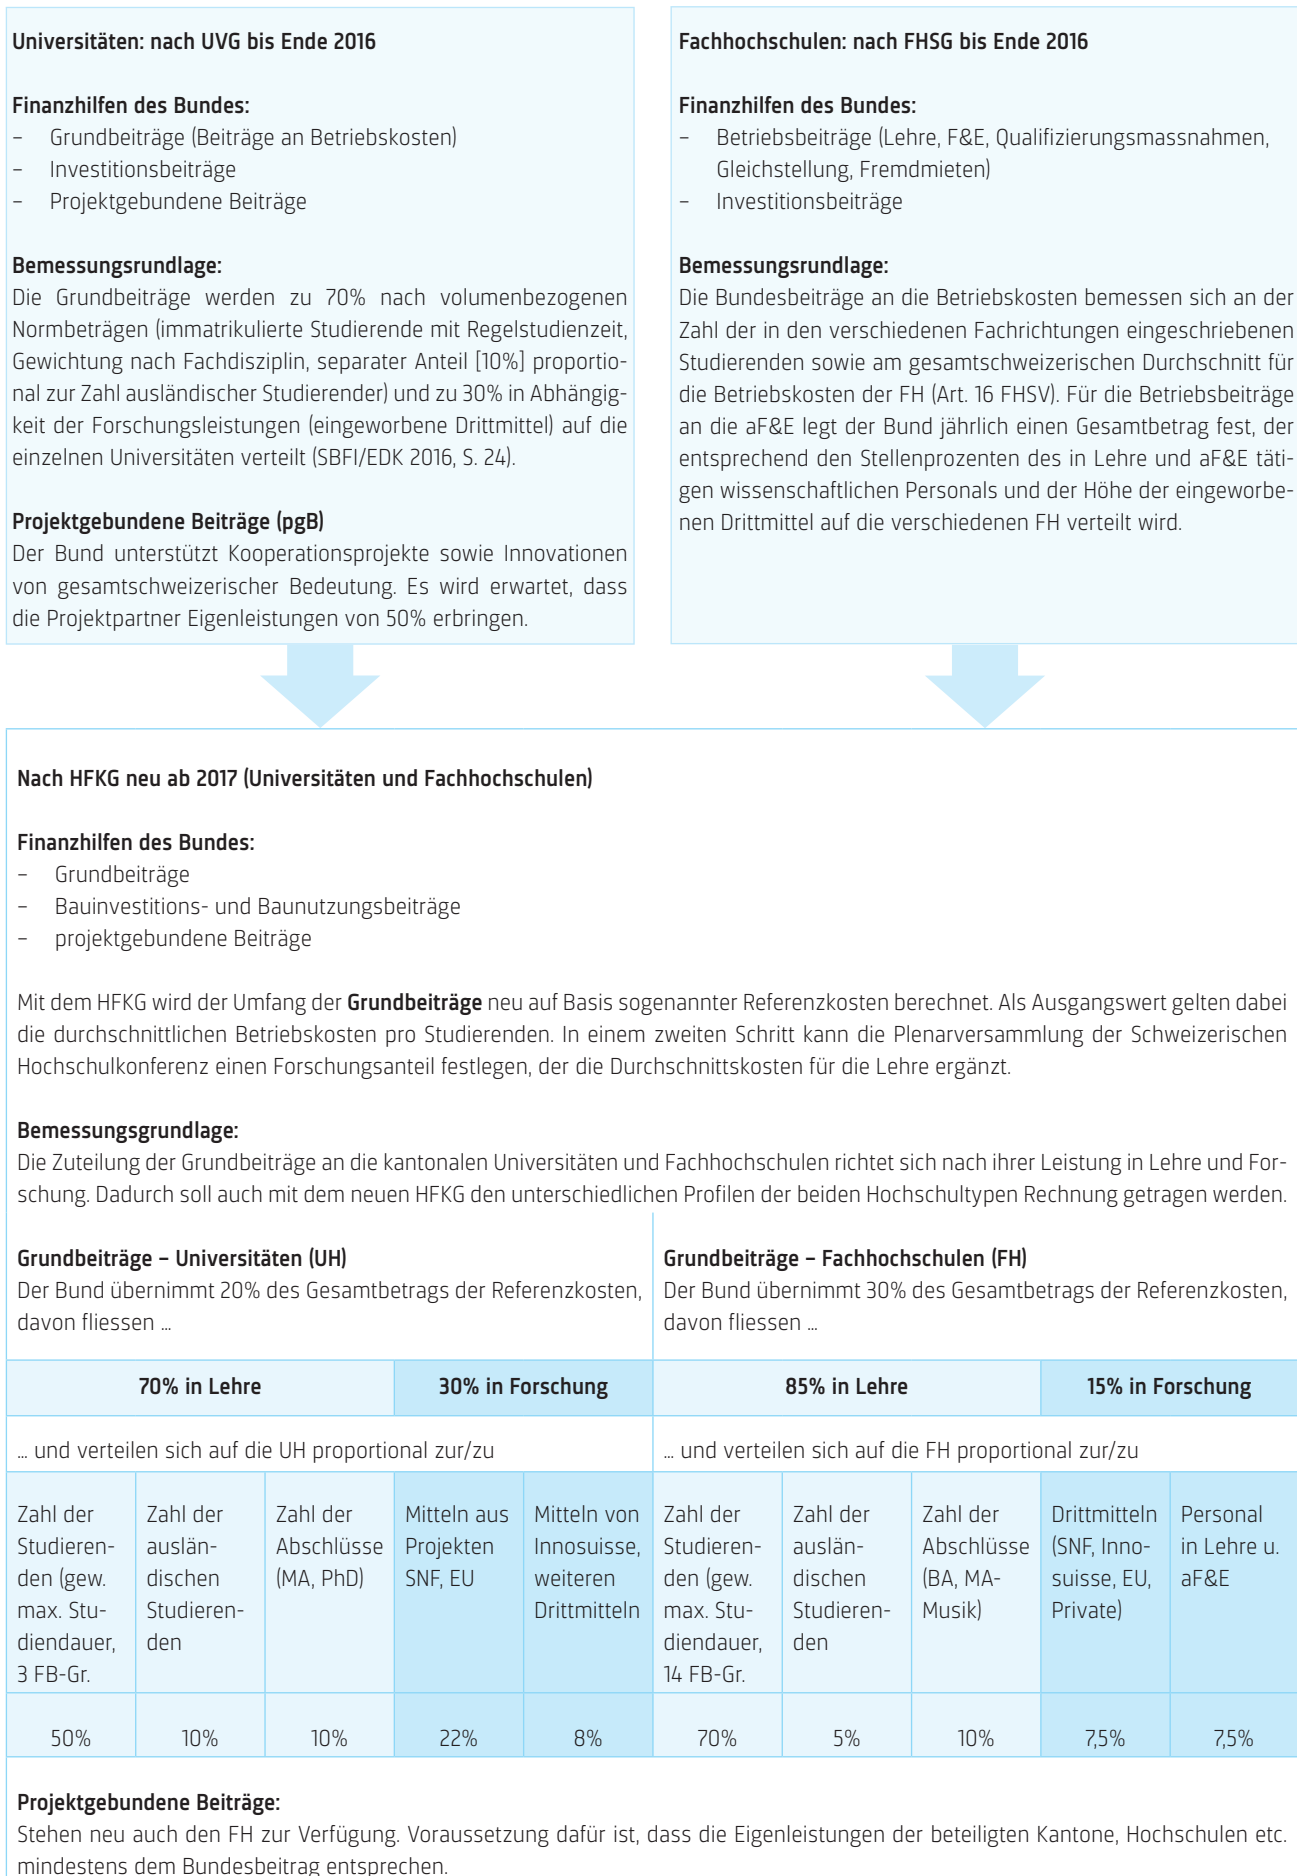 Universitäten: nach UVG bis Ende 2016
Finanzhilfen des Bundes:
– Grundbeiträge (Beiträge an Betriebskosten)
– Investitionsbeiträge
– Projektgebundene Beiträge
Bemessungsrundlage:
Die Grundbeiträge werden zu 70% nach volumenbezogenen
Normbeträgen (immatrikulierte Studierende mit Regelstudienzeit,
Gewichtung nach Fachdisziplin, separater Anteil [10%] proportio-
nal zur Zahl ausländischer Studierender) und zu 30% in Abhängig-
keit der Forschungsleistungen (eingeworbene Drittmittel) auf die
einzelnen Universitäten verteilt (SBFI/EDK 2016, S. 24).
Projektgebundene Beiträge (pgB)
Der Bund unterstützt Kooperationsprojekte sowie Innovationen
von gesamtschweizerischer Bedeutung. Es wird erwartet, dass
die Projektpartner Eigenleistungen von 50% erbringen.
Fachhochschulen: nach FHSG bis Ende 2016
Finanzhilfen des Bundes:
– Betriebsbeiträge (Lehre, F&E, Qualifizierungsmassnahmen,
Gleichstellung, Fremdmieten)
– Investitionsbeiträge
Bemessungsrundlage:
Die Bundesbeiträge an die Betriebskosten bemessen sich an der
Zahl der in den verschiedenen Fachrichtungen eingeschriebenen
Studierenden sowie am gesamtschweizerischen Durchschnitt für
die Betriebskosten der FH (Art. 16 FHSV). Für die Betriebsbeiträge
an die aF&E legt der Bund jährlich einen Gesamtbetrag fest, der
entsprechend den Stellenprozenten des in Lehre und aF&E täti-
gen wissenschaftlichen Personals und der Höhe der eingeworbe-
nen Drittmittel auf die verschiedenen FH verteilt wird.
Nach HFKG neu ab 2017 (Universitäten und Fachhochschulen)
Finanzhilfen des Bundes:
– Grundbeiträge
– Bauinvestitions- und Baunutzungsbeiträge
– projektgebundene Beiträge
Mit dem HFKG wird der Umfang der Grundbeiträge neu auf Basis sogenannter Referenzkosten berechnet. Als Ausgangswert gelten dabei
die durchschnittlichen Betriebskosten pro Studierenden. In einem zweiten Schritt kann die Plenarversammlung der Schweizerischen
Hochschulkonferenz einen Forschungsanteil festlegen, der die Durchschnittskosten für die Lehre ergänzt.
Bemessungsgrundlage:
Die Zuteilung der Grundbeiträge an die kantonalen Universitäten und Fachhochschulen richtet sich nach ihrer Leistung in Lehre und For-
schung. Dadurch soll auch mit dem neuen HFKG den unterschiedlichen Profilen der beiden Hochschultypen Rechnung getragen werden.
Grundbeiträge – Universitäten (UH)
Der Bund übernimmt 20% des Gesamtbetrags der Referenzkosten,
davon fliessen ...
Grundbeiträge – Fachhochschulen (FH)
Der Bund übernimmt 30% des Gesamtbetrags der Referenzkosten,
davon fliessen ...
70% in Lehre
30% in Forschung
85% in Lehre
15% in Forschung
... und verteilen sich auf die UH proportional zur/zu
... und verteilen sich auf die FH proportional zur/zu
Zahl der
Studieren-
den (gew.
max. Stu-
diendauer,
3 FB-Gr.
Zahl der
auslän-
dischen
Studieren-
den
Zahl der
Abschlüsse
(MA, PhD)
Mitteln aus
Projekten
SNF, EU
Mitteln von
Innosuisse,
weiteren
Drittmitteln
Zahl der
Studieren-
den (gew.
max. Stu-
diendauer,
14 FB-Gr.
Zahl der
auslän-
dischen
Studieren-
den
Zahl der
Abschlüsse
(BA, MA-
Musik)
Drittmitteln
(SNF, Inno-
suisse, EU,
Private)
Personal
in Lehre u.
aF&E
50%
10%
10%
22%
8%
70%
5%
10%
7,5%
7,5%
Projektgebundene Beiträge:
Stehen neu auch den FH zur Verfügung. Voraussetzung dafür ist, dass die Eigenleistungen der beteiligten Kantone, Hochschulen etc.
mindestens dem Bundesbeitrag entsprechen.